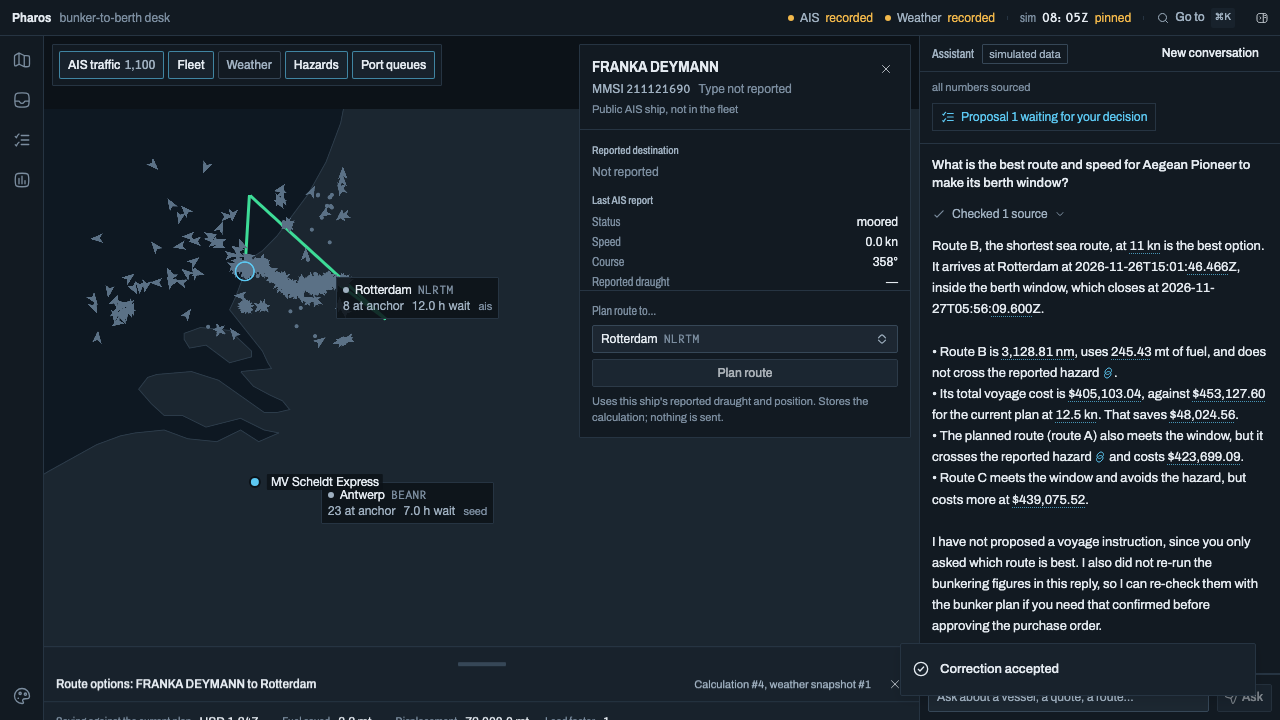 Pharos bunker-to-berth desk
AIS recorded Weather recorded sim 08:05Z pinned Go to ⌘K
AIS traffic 1,100 Fleet Weather Hazards Port queues
FRANKA DEYMANN
MMSI 211121690 Type not reported
Public AIS ship, not in the fleet
Reported destination
Not reported
Last AIS report
Status moored
Speed 0.0 kn
Course 358°
Reported draught —
Plan route to...
Rotterdam NLRTM
Plan route
Uses this ship's reported draught and position. Stores the
calculation; nothing is sent.
Rotterdam NLRTM
8 at anchor 12.0 h wait ais
MV Scheldt Express
Antwerp BEANR
23 at anchor 7.0 h wait seed
Route options: FRANKA DEYMANN to Rotterdam
Calculation #4, weather snapshot #1
Assistant simulated data New conversation
all numbers sourced
Proposal 1 waiting for your decision
What is the best route and speed for Aegean Pioneer to
make its berth window?
Checked 1 source
Route B, the shortest sea route, at 11 kn is the best option.
It arrives at Rotterdam at 2026-11-26T15:01:46.466Z,
inside the berth window, which closes at 2026-11-
27T05:56:09.600Z.
• Route B is 3,128.81 nm, uses 245.43 mt of fuel, and does
not cross the reported hazard.
• Its total voyage cost is $405,103.04, against $453,127.60
for the current plan at 12.5 kn. That saves $48,024.56.
• The planned route (route A) also meets the window, but it
crosses the reported hazard and costs $423,699.09.
• Route C meets the window and avoids the hazard, but
costs more at $439,075.52.
I have not proposed a voyage instruction, since you only
asked which route is best. I also did not re-run the
bunkering figures in this reply, so I can re-check them with
the bunker plan if you need that confirmed before
approving the purchase order.
Correction accepted
Ask about a vessel, a quote, a route...
Ask